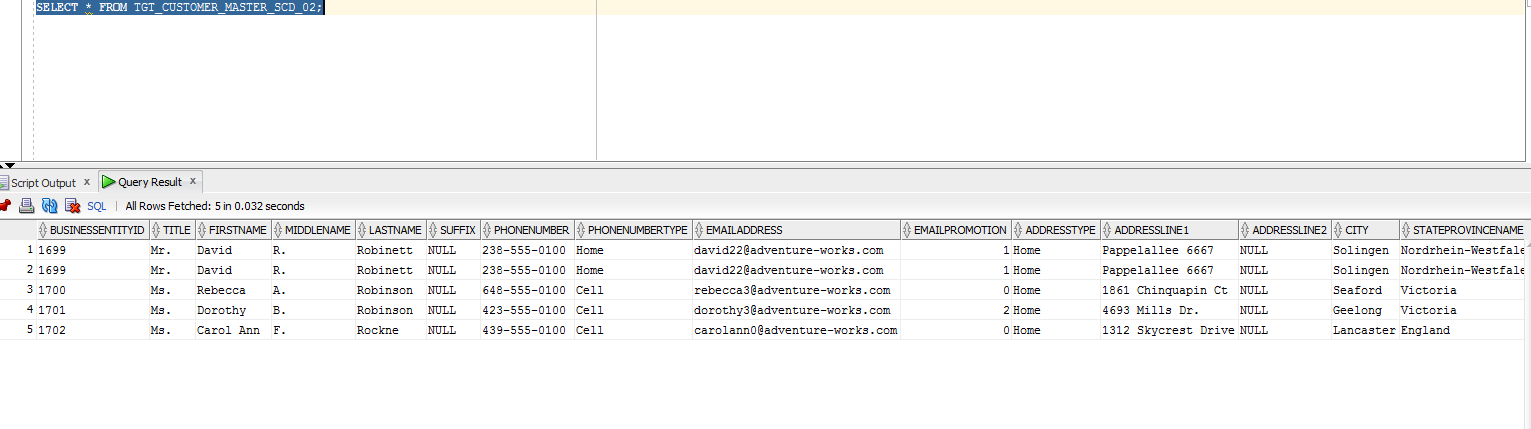 SELECT * FROM TGT_CUSTOMER_MASTER_SCD_02;
Script Output x Query Result x
SQL | All Rows Fetched: 5 in 0.032 seconds
BUSINESSENTITYID TITLE FIRSTNAME MIDDLENAME LASTNAME SUFFIX PHONENUMBER PHONENUMBERTYPE EMAILADDRESS EMAILPROMOTION ADDRESSTYPE ADDRESSLINE1 ADDRESSLINE2 CITY STATEPROVINCENAME
1 1699 Mr. David R. Robinett NULL 238-555-0100 Home david22@adventure-works.com 1 Home Pappelallee 6667 NULL Solingen Nordrhein-Westfale
2 1699 Mr. David R. Robinett NULL 238-555-0100 Home david22@adventure-works.com 1 Home Pappelallee 6667 NULL Solingen Nordrhein-Westfale
3 1700 Ms. Rebecca A. Robinson NULL 648-555-0100 Cell rebecca3@adventure-works.com 0 Home 1861 Chinquapin Ct NULL Seaford Victoria
4 1701 Ms. Dorothy B. Robinson NULL 423-555-0100 Cell dorothy3@adventure-works.com 2 Home 4693 Mills Dr. NULL Geelong Victoria
5 1702 Ms. Carol Ann F. Rockne NULL 439-555-0100 Cell carolann0@adventure-works.com 0 Home 1312 Skycrest Drive NULL Lancaster England